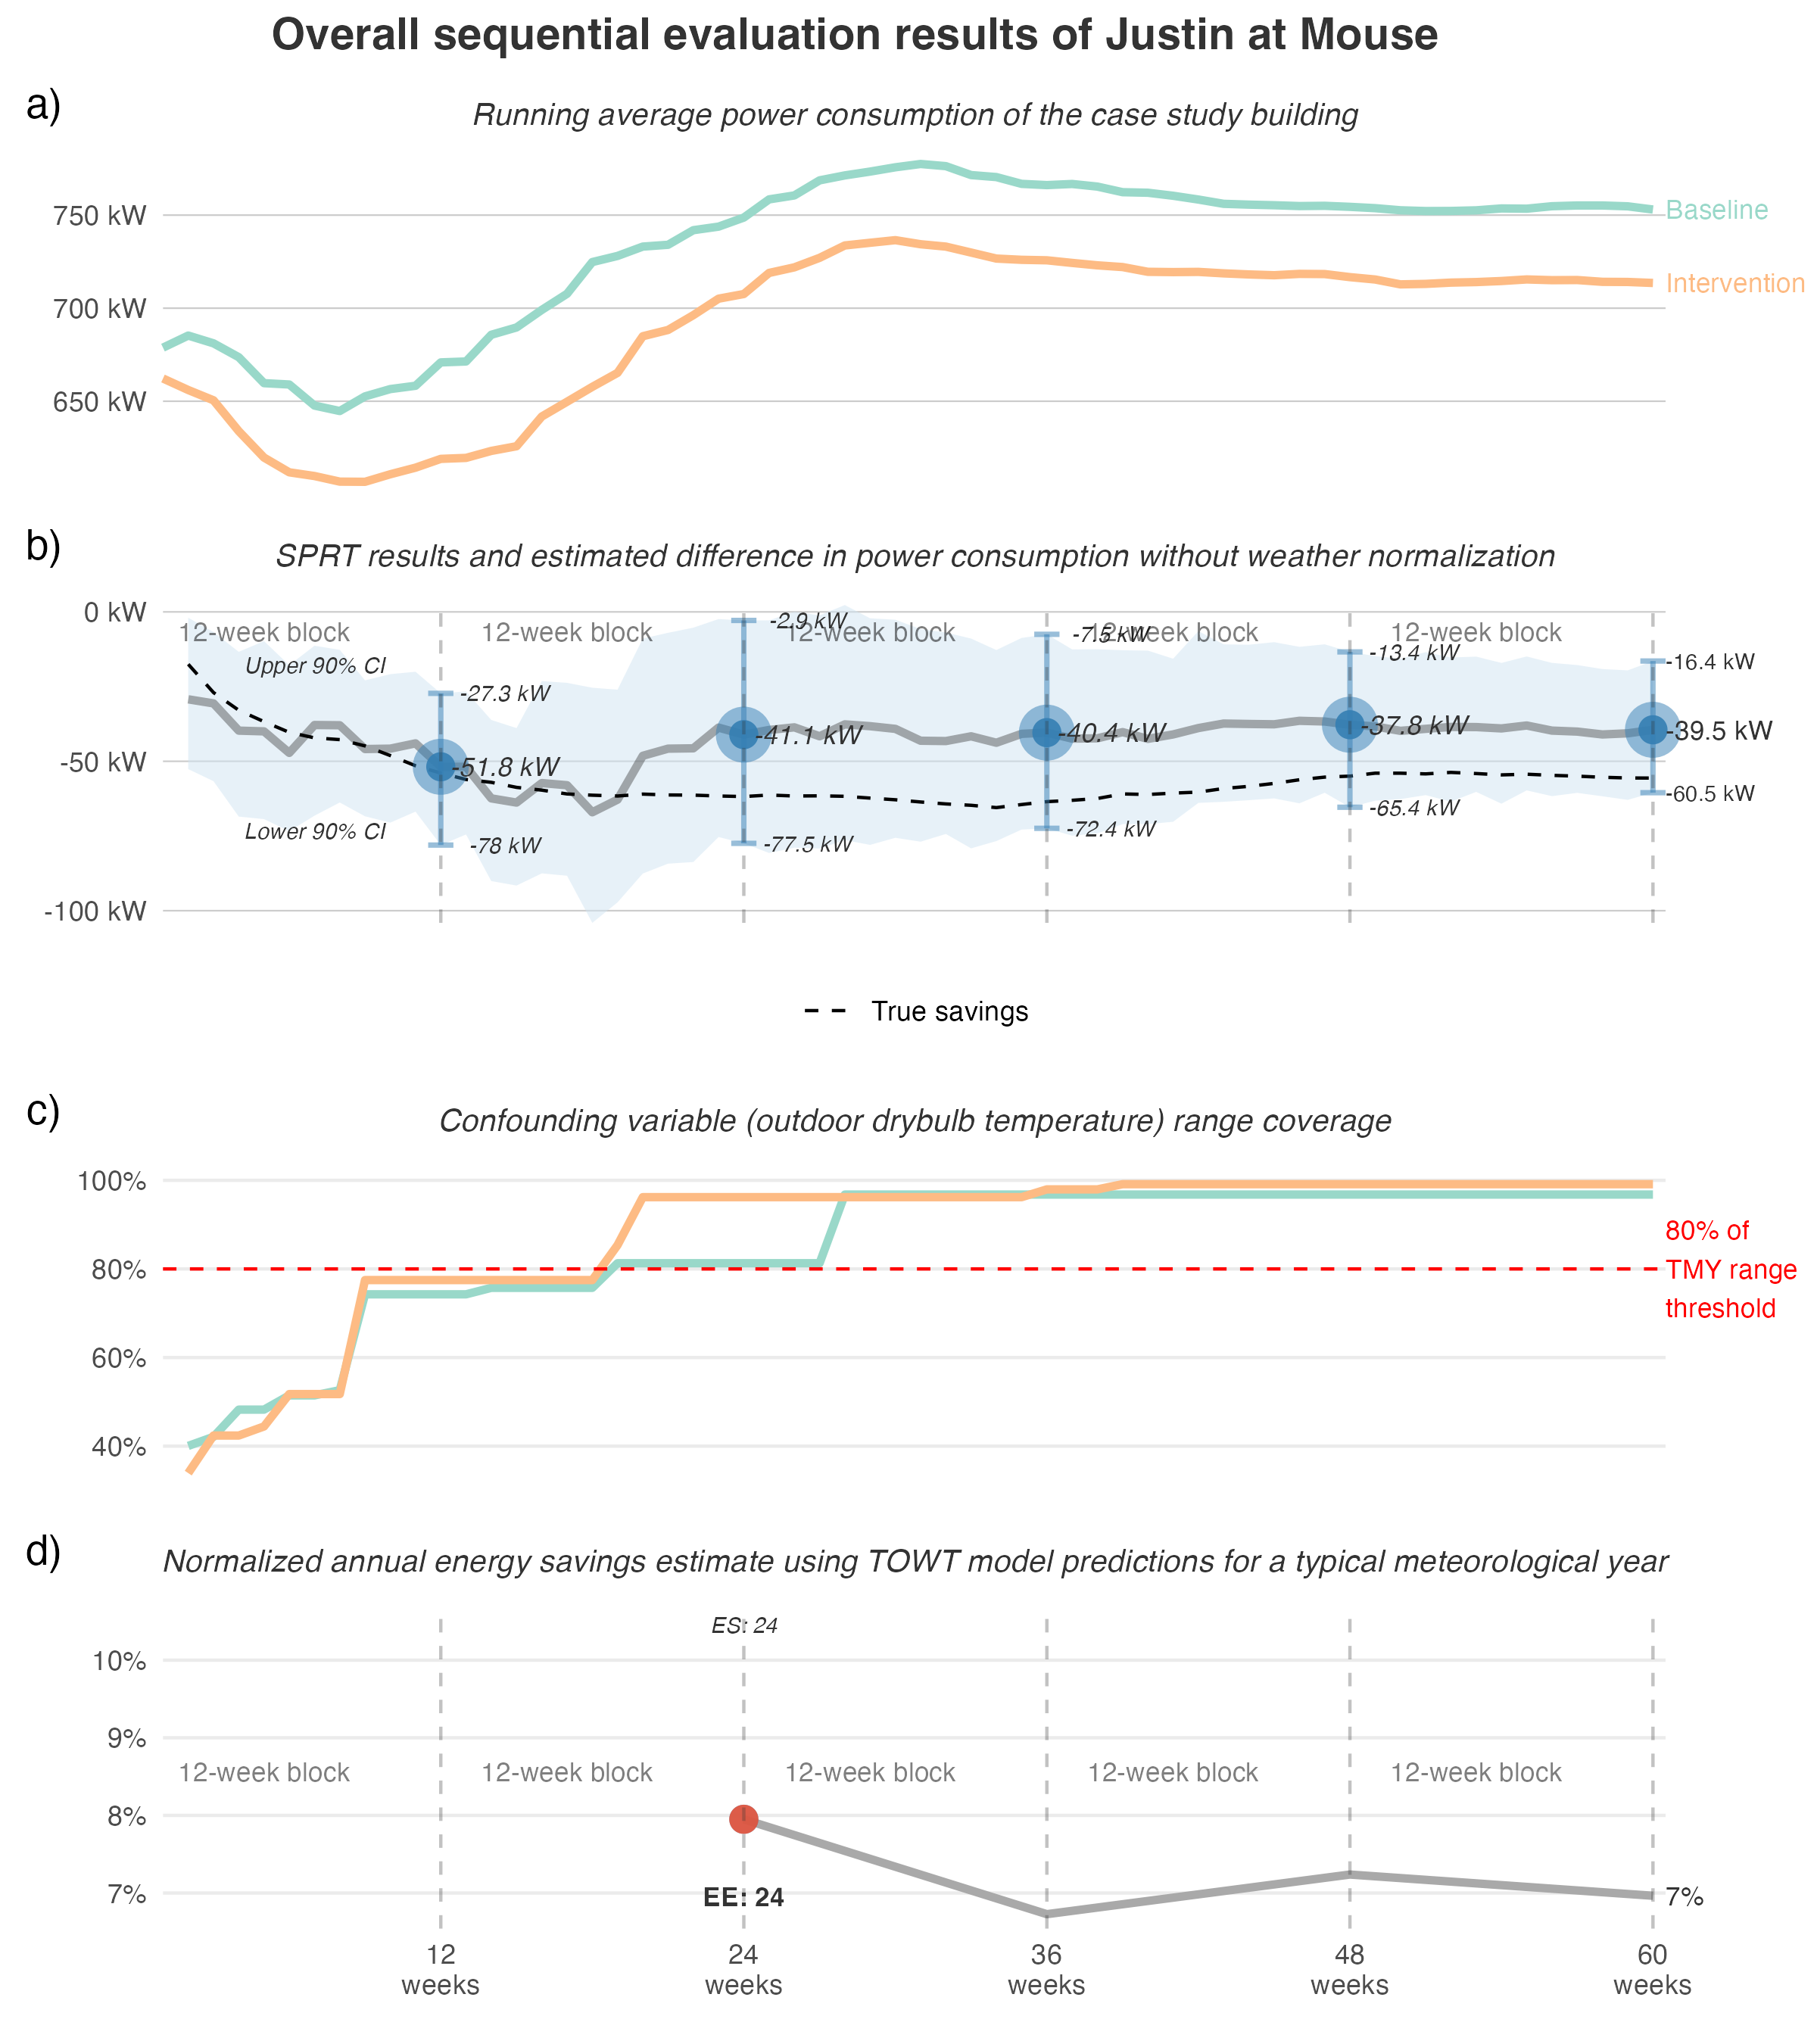 Overall sequential evaluation results of Justin at Mouse
a)
Running average power consumption of the case study building
750 kW
700 kW
650 kW
Baseline
Intervention
b)
SPRT results and estimated difference in power consumption without weather normalization
0 kW
-50 kW
-100 kW
12-week block
12-week block
12-week block
12-week block
12-week block
Upper 90% CI
Lower 90% CI
-27.3 kW
-51.8 kW
-78 kW
-2.9 kW
-41.1 kW
-77.5 kW
-7.5 kW
-40.4 kW
-72.4 kW
-13.4 kW
-37.8 kW
-65.4 kW
-16.4 kW
-39.5 kW
-60.5 kW
True savings
c)
Confounding variable (outdoor drybulb temperature) range coverage
100%
80%
60%
40%
80% of
TMY range
threshold
d)
Normalized annual energy savings estimate using TOWT model predictions for a typical meteorological year
ES: 24
10%
9%
8%
7%
12-week block
12-week block
12-week block
12-week block
12-week block
EE: 24
7%
12
weeks
24
weeks
36
weeks
48
weeks
60
weeks